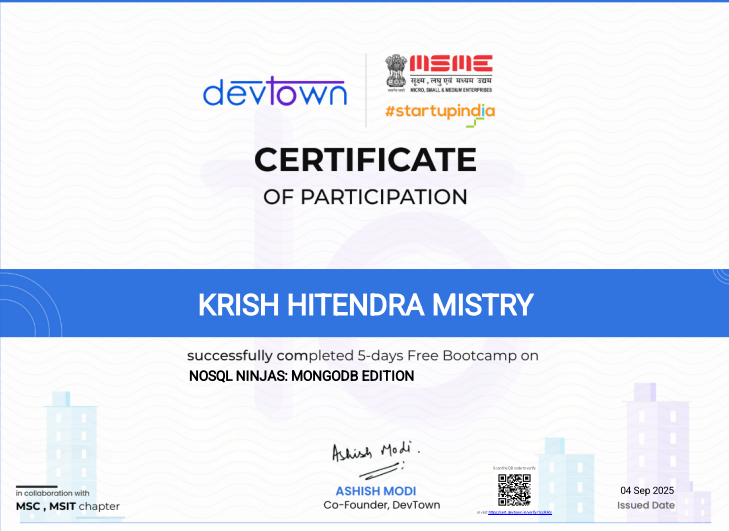 devtown
MSME
सूक्ष्म, लघु एवं मध्यम उद्यम
MICRO, SMALL & MEDIUM ENTERPRISES
#startupindia
CERTIFICATE
OF PARTICIPATION
KRISH HITENDRA MISTRY
successfully completed 5-days Free Bootcamp on
NOSQL NINJAS: MONGODB EDITION
Ashish Modi.
ASHISH MODI
Co-Founder, DevTown
in collaboration with
MSC , MSIT chapter
Scan the QR code to verify
04 Sep 2025
Issued Date